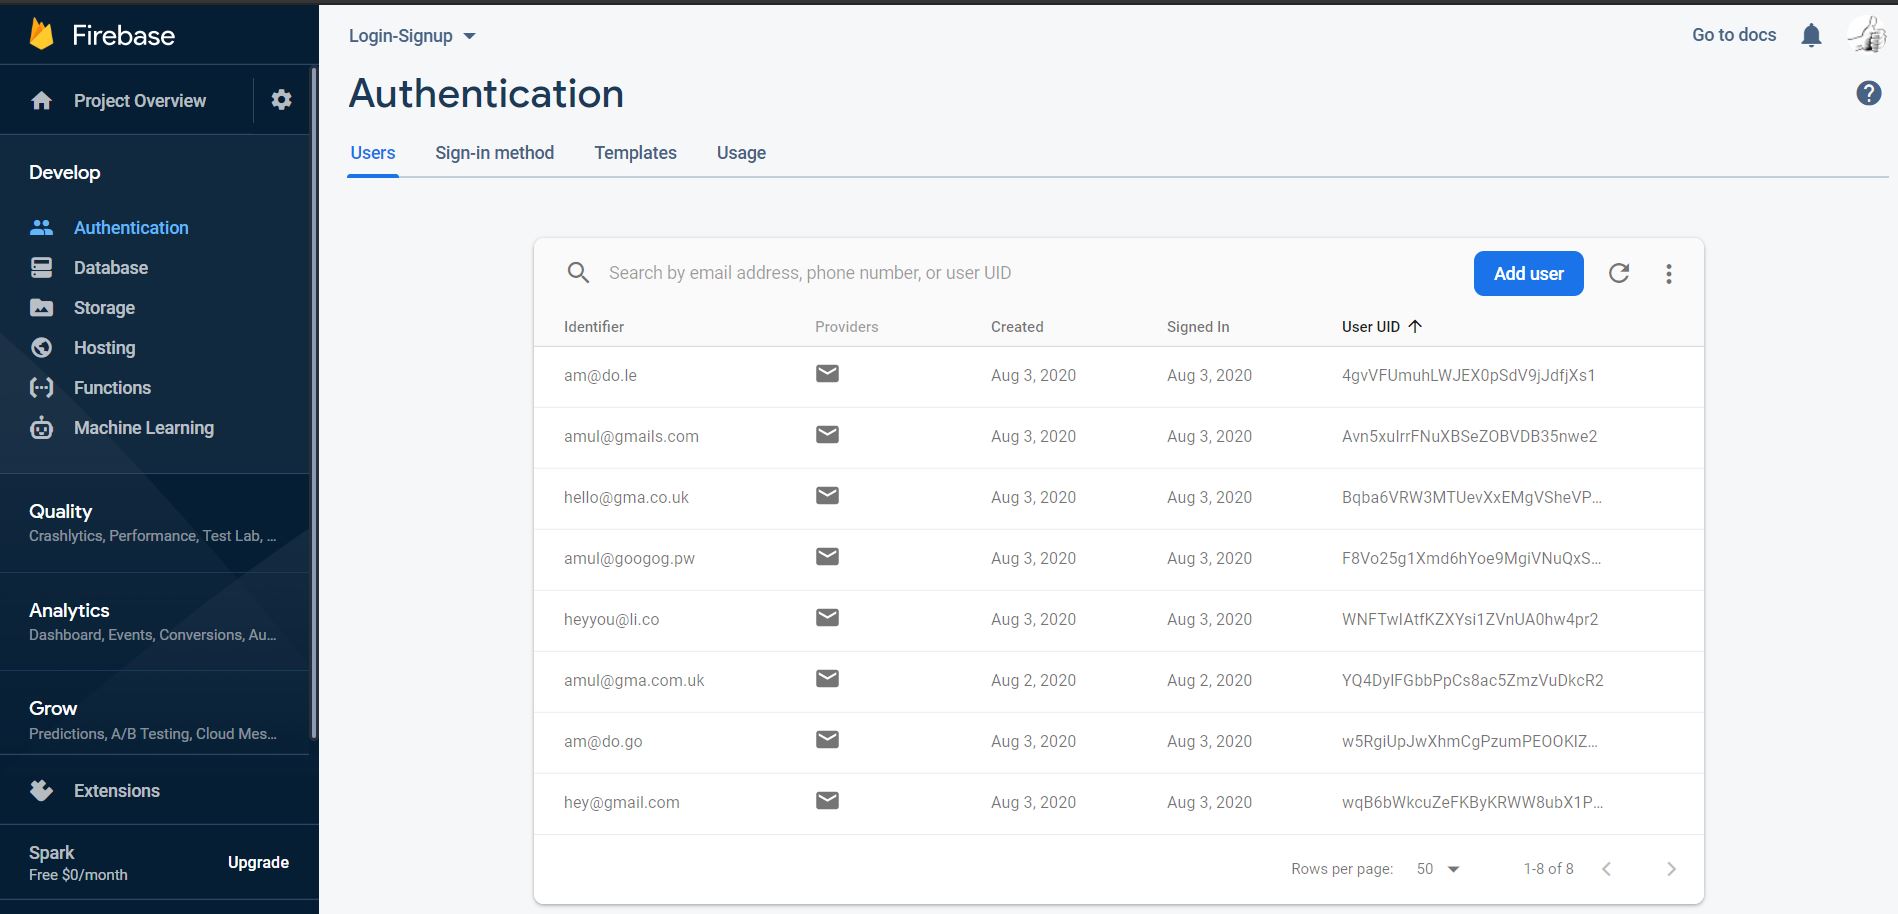 Firebase
Project Overview
Develop
Authentication
Database
Storage
Hosting
Functions
Machine Learning
Quality
Crashlytics, Performance, Test Lab, ...
Analytics
Dashboard, Events, Conversions, Au...
Grow
Predictions, A/B Testing, Cloud Mes...
Extensions
Spark
Free $0/month
Upgrade
Login-Signup
Go to docs
Authentication
Users Sign-in method Templates Usage
Search by email address, phone number, or user UID
Add user
Identifier Providers Created Signed In User UID
am@do.le Aug 3, 2020 Aug 3, 2020 4gvVFUmuhLWJEX0pSdV9jJdfjXs1
amul@gmails.com Aug 3, 2020 Aug 3, 2020 Avn5xuIrrFNuXBSeZOBVDB35nwe2
hello@gma.co.uk Aug 3, 2020 Aug 3, 2020 Bqba6VRW3MTUevXxEMgVSheVP...
amul@googog.pw Aug 3, 2020 Aug 3, 2020 F8Vo25g1Xmd6hYoe9MgiVNuQxS...
heyyou@li.co Aug 3, 2020 Aug 3, 2020 WNFTwIAtfKZXYsi1ZVnUA0hw4pr2
amul@gma.com.uk Aug 2, 2020 Aug 2, 2020 YQ4DyIFGbbPpCs8ac5ZmzVuDkcR2
am@do.go Aug 3, 2020 Aug 3, 2020 w5RgiUpJwXhmCgPzumPEOOKIZ...
hey@gmail.com Aug 3, 2020 Aug 3, 2020 wqB6bWkcuZeFKByKRWW8ubX1P...
Rows per page: 50 1-8 of 8